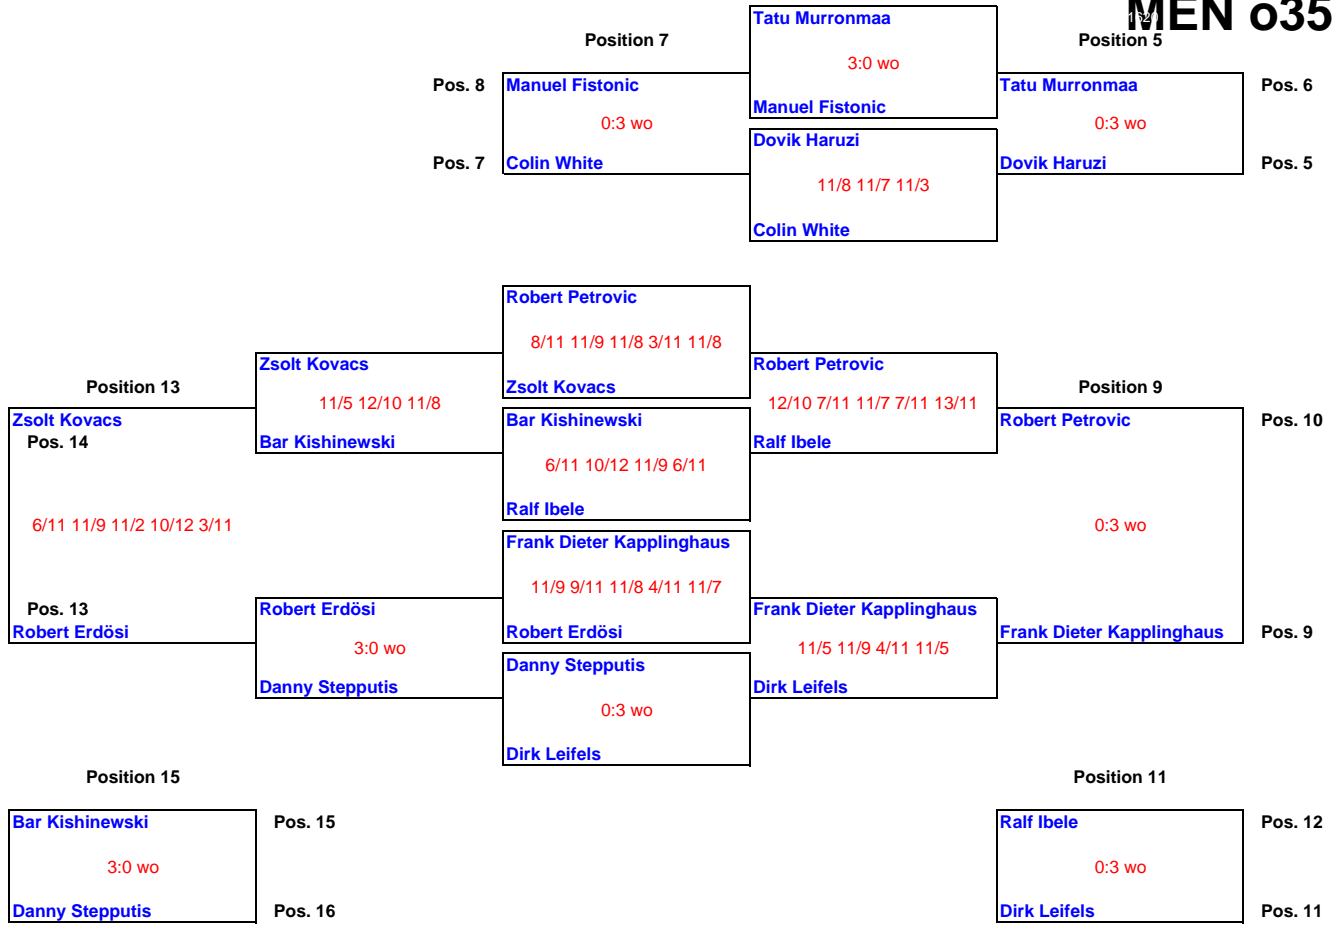 MEN o35
1620
Tatu Murronmaa
Position 7
Position 5
3:0 wo
Pos. 8
Manuel Fistonic
Tatu Murronmaa
Pos. 6
Manuel Fistonic
0:3 wo
0:3 wo
Dovik Haruzi
Pos. 7
Colin White
Dovik Haruzi
Pos. 5
11/8 11/7 11/3
Colin White
Robert Petrovic
8/11 11/9 11/8 3/11 11/8
Zsolt Kovacs
Robert Petrovic
Position 13
Zsolt Kovacs
Position 9
11/5 12/10 11/8
12/10 7/11 11/7 7/11 13/11
Zsolt Kovacs
Bar Kishinewski
Robert Petrovic
Pos. 10
Pos. 14
Bar Kishinewski
Ralf Ibele
6/11 10/12 11/9 6/11
Ralf Ibele
6/11 11/9 11/2 10/12 3/11
0:3 wo
Frank Dieter Kapplinghaus
11/9 9/11 11/8 4/11 11/7
Pos. 13
Robert Erdösi
Frank Dieter Kapplinghaus
Robert Erdösi
Robert Erdösi
Frank Dieter Kapplinghaus
Pos. 9
3:0 wo
11/5 11/9 4/11 11/5
Danny Stepputis
Danny Stepputis
Dirk Leifels
0:3 wo
Dirk Leifels
Position 15
Position 11
Bar Kishinewski
Pos. 15
Ralf Ibele
Pos. 12
3:0 wo
0:3 wo
Danny Stepputis
Pos. 16
Dirk Leifels
Pos. 11